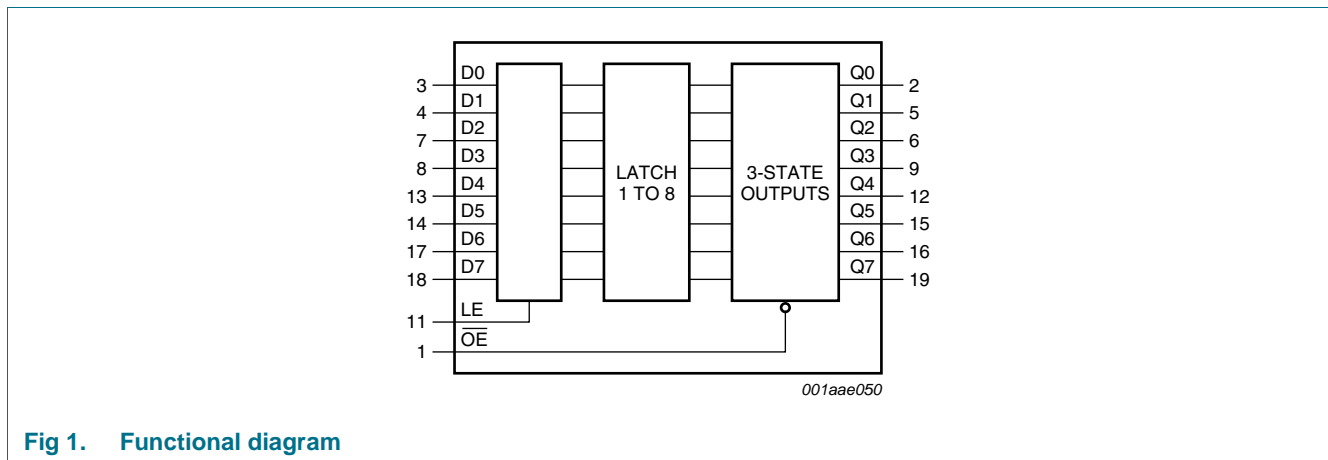 D0 Q0
3 2
D1 Q1
4 5
D2 Q2
7 6
D3 Q3
8 9
LATCH 3-STATE
1 TO 8 OUTPUTS
D4 Q4
13 12
D5 Q5
14 15
D6 Q6
17 16
D7 Q7
18 19
LE
11
OE
1
001aae050
Fig 1. Functional diagram